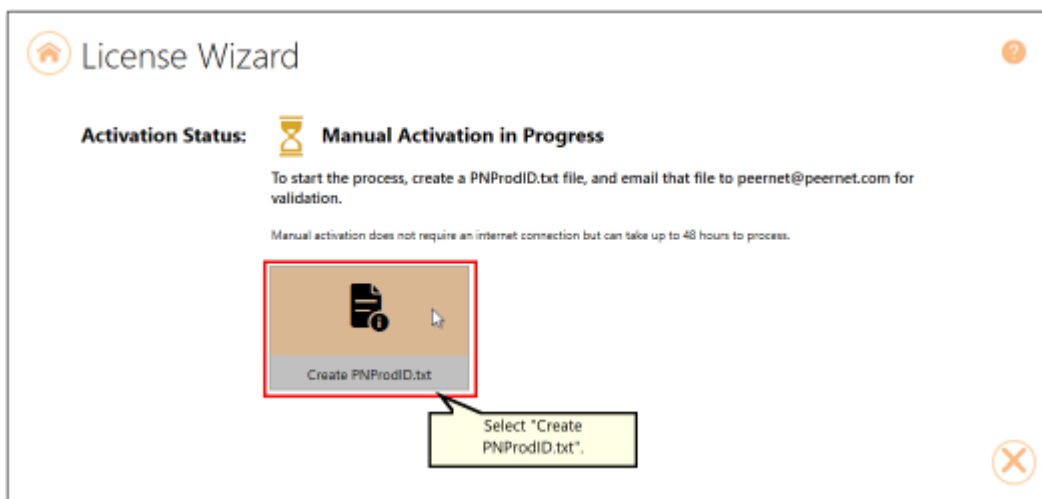 License Wizard
?
Activation Status:
Manual Activation in Progress
To start the process, create a PNProdID.txt file, and email that file to peernet@peernet.com for
validation.
Manual activation does not require an internet connection but can take up to 48 hours to process.
Create PNProdID.txt
Select "Create
PNProdID.txt".